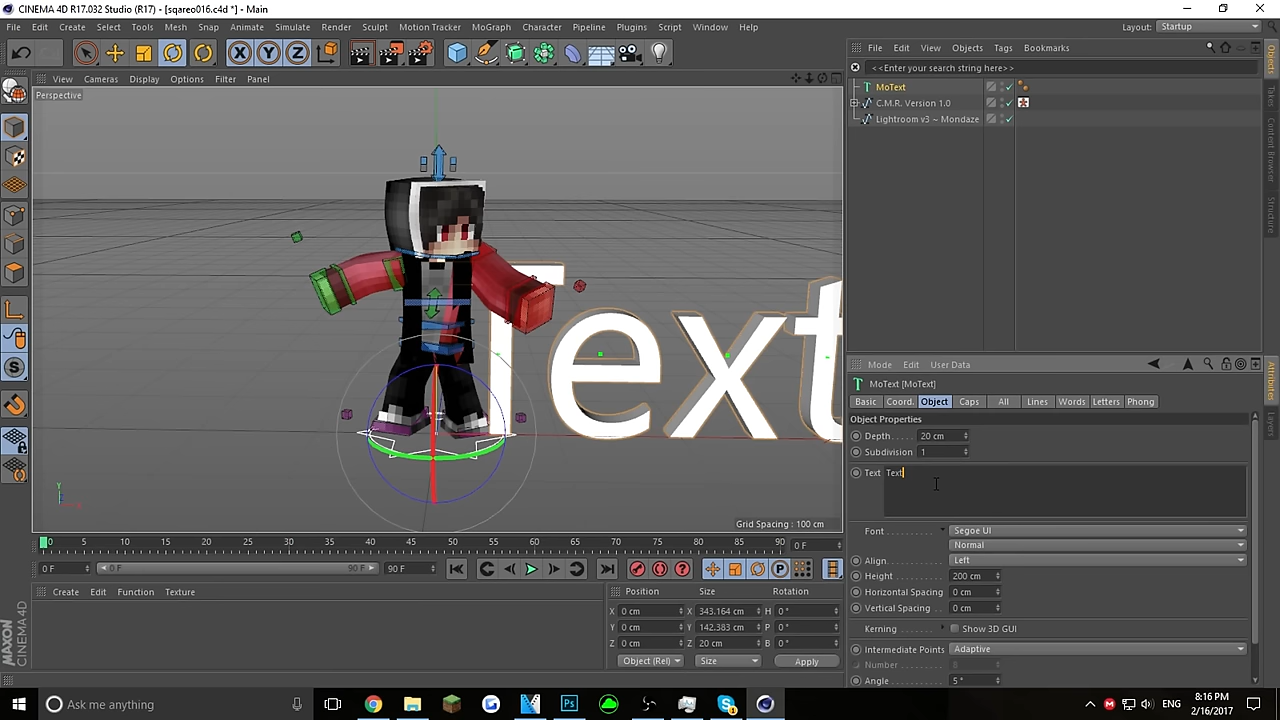 CINEMA 4D R17.032 Studio (R17) - [sqareo016.c4d *] - Main
File Edit Create Select Tools Mesh Snap Animate Simulate Render Sculpt Motion Tracker MoGraph Character Pipeline Plugins Script Window Help
Layout: Startup
X Y Z
View Cameras Display Options Filter Panel
Perspective
Text
Grid Spacing : 100 cm
File Edit View Objects Tags Bookmarks
<<Enter your search string here>>
MoText
C.M.R. Version 1.0
Lightroom v3 ~ Mondaze
Objects
Takes
Content Browser
Structure
Mode Edit User Data
MoText [MoText]
Basic Coord. Object Caps All Lines Words Letters Phong
Object Properties
Depth 20 cm
Subdivision 1
Text Text
Font Segoe UI
Normal
Align Left
Height 200 cm
Horizontal Spacing 0 cm
Vertical Spacing 0 cm
Kerning Show 3D GUI
Intermediate Points Adaptive
Number 8
Angle 5 °
Attributes
Layers
0 5 10 15 20 25 30 35 40 45 50 55 60 65 70 75 80 85 90 0 F
0 F 0 F 90 F 90 F
Create Edit Function Texture
Position Size Rotation
X 0 cm X 343.164 cm H 0 °
Y 0 cm Y 142.383 cm P 0 °
Z 0 cm Z 20 cm B 0 °
Object (Rel) Size Apply
MAXON CINEMA 4D
Ask me anything
ENG
8:16 PM
2/16/2017